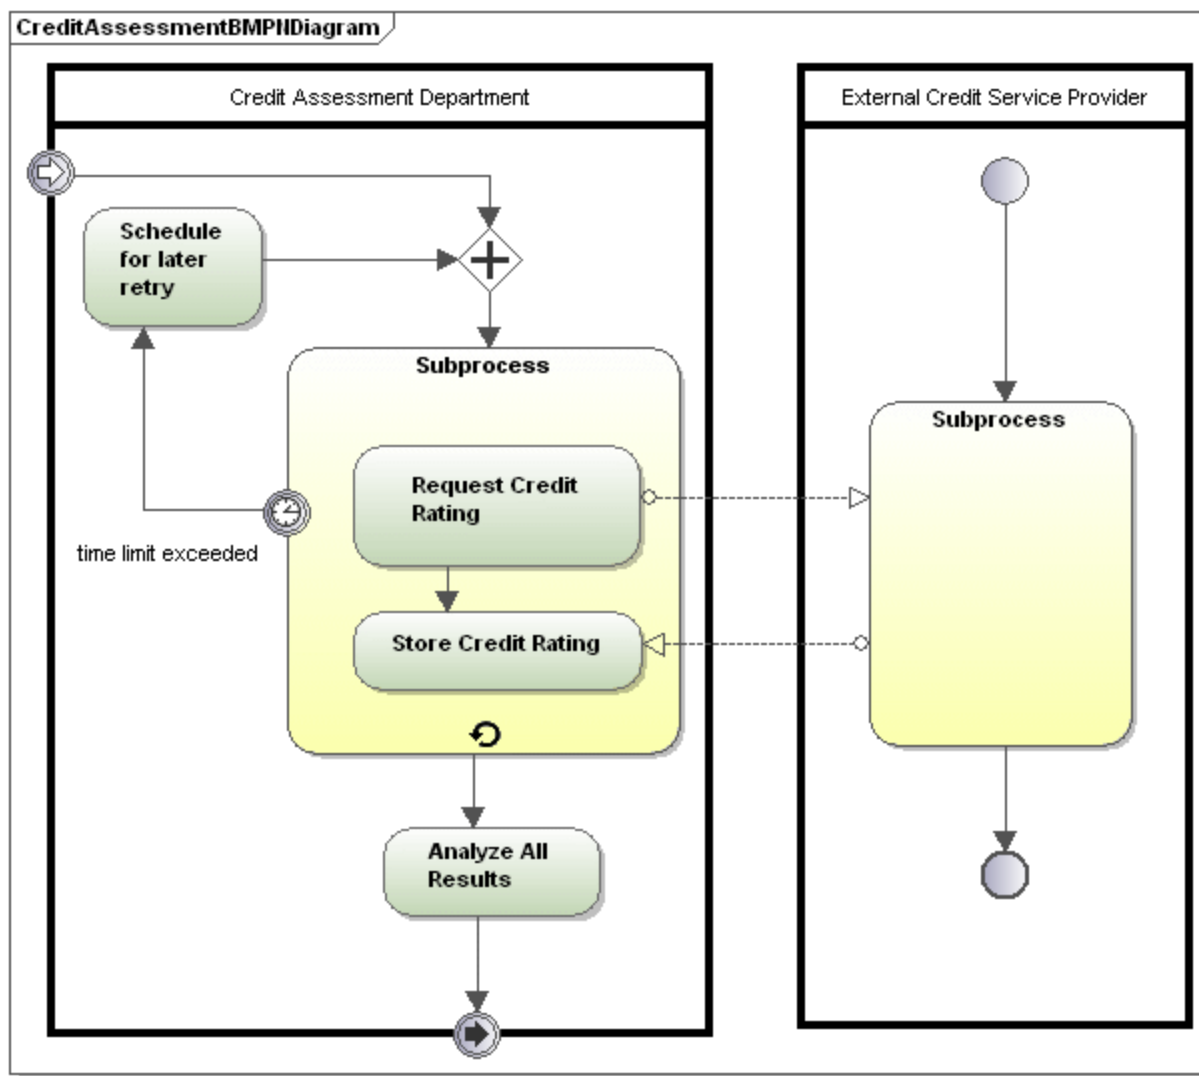 CreditAssessmentBMPNDiagram
Credit Assessment Department
External Credit Service Provider
Schedule
for later
retry
Subprocess
Subprocess
Request Credit
Rating
time limit exceeded
Store Credit Rating
Analyze All
Results